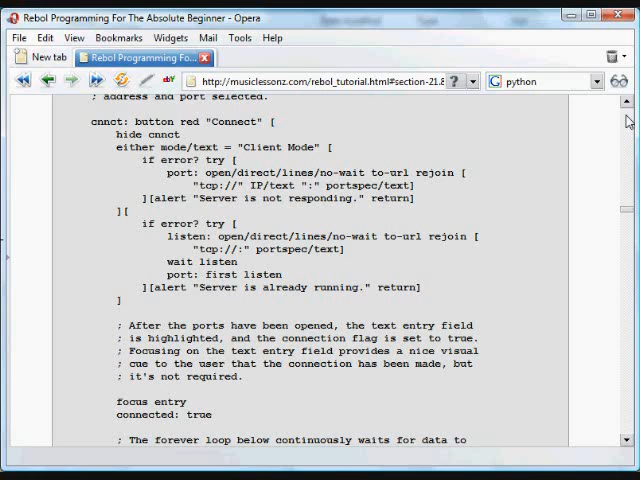 Rebol Programming For The Absolute Beginner - Opera
File Edit View Bookmarks Widgets Mail Tools Help
New tab Rebol Programming Fo...
http://musiclessonz.com/rebol_tutorial.html#section-21.8 ? python
; address and port selected.
cnnct: button red "Connect" [
hide cnnct
either mode/text = "Client Mode" [
if error? try [
port: open/direct/lines/no-wait to-url rejoin [
"tcp://" IP/text ":" portspec/text]
][alert "Server is not responding." return]
][
if error? try [
listen: open/direct/lines/no-wait to-url rejoin [
"tcp://:" portspec/text]
wait listen
port: first listen
][alert "Server is already running." return]
]
; After the ports have been opened, the text entry field
; is highlighted, and the connection flag is set to true.
; Focusing on the text entry field provides a nice visual
; cue to the user that the connection has been made, but
; it's not required.
focus entry
connected: true
; The forever loop below continuously waits for data to